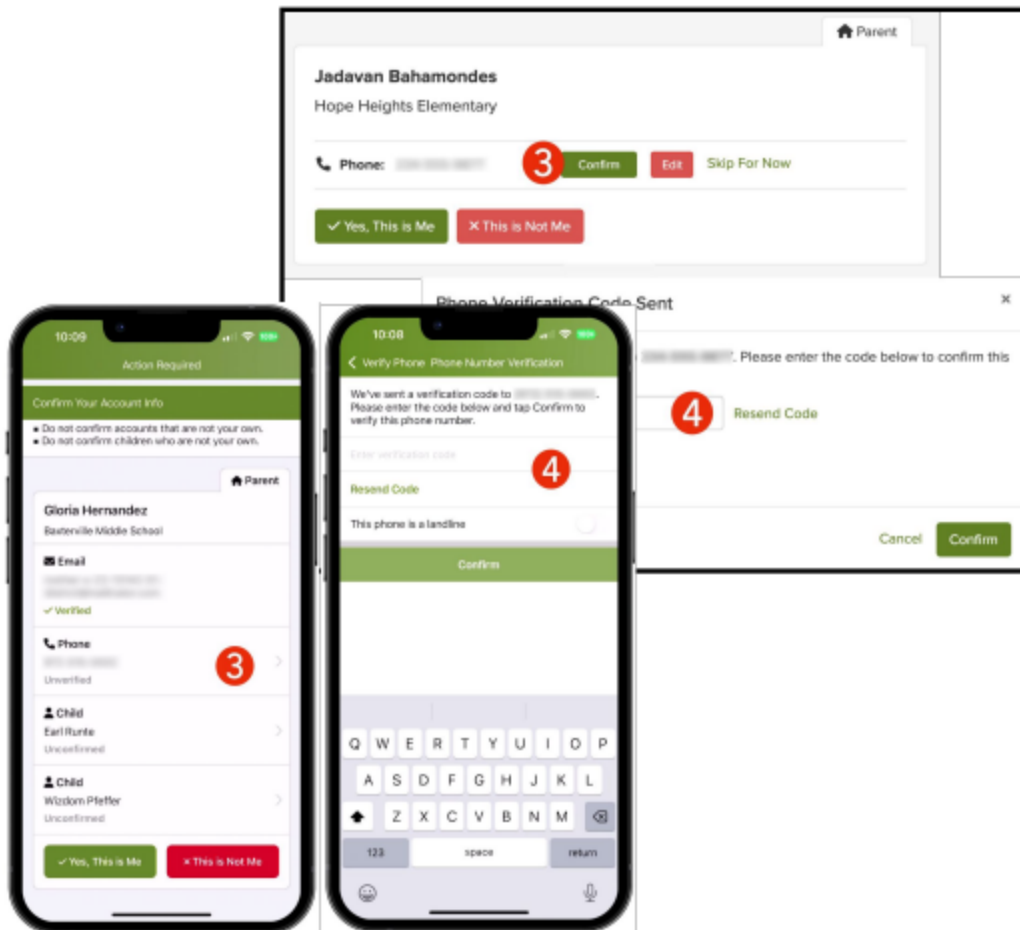 Parent
Jadavan Bahamondes
Hope Heights Elementary
Phone:
3
Confirm
Edit
Skip For Now
✓ Yes, This is Me
× This is Not Me
Phone Verification Code Sent
×
. Please enter the code below to confirm this
4
Resend Code
Cancel
Confirm
10:09
Action Required
Confirm Your Account Info
• Do not confirm accounts that are not your own.
• Do not confirm children who are not your own.
Parent
Gloria Hernandez
Baxterville Middle School
Email
✓ Verified
Phone
3
Unverified
Child
Earl Runte
Unconfirmed
Child
Wizdom Pfeffer
Unconfirmed
✓ Yes, This is Me
× This is Not Me
10:08
Verify Phone Phone Number Verification
We've sent a verification code to
Please enter the code below and tap Confirm to
verify this phone number.
Enter verification code
4
Resend Code
This phone is a landline
Confirm
Q W E R T Y U I O P
A S D F G H J K L
Z X C V B N M
123 space return